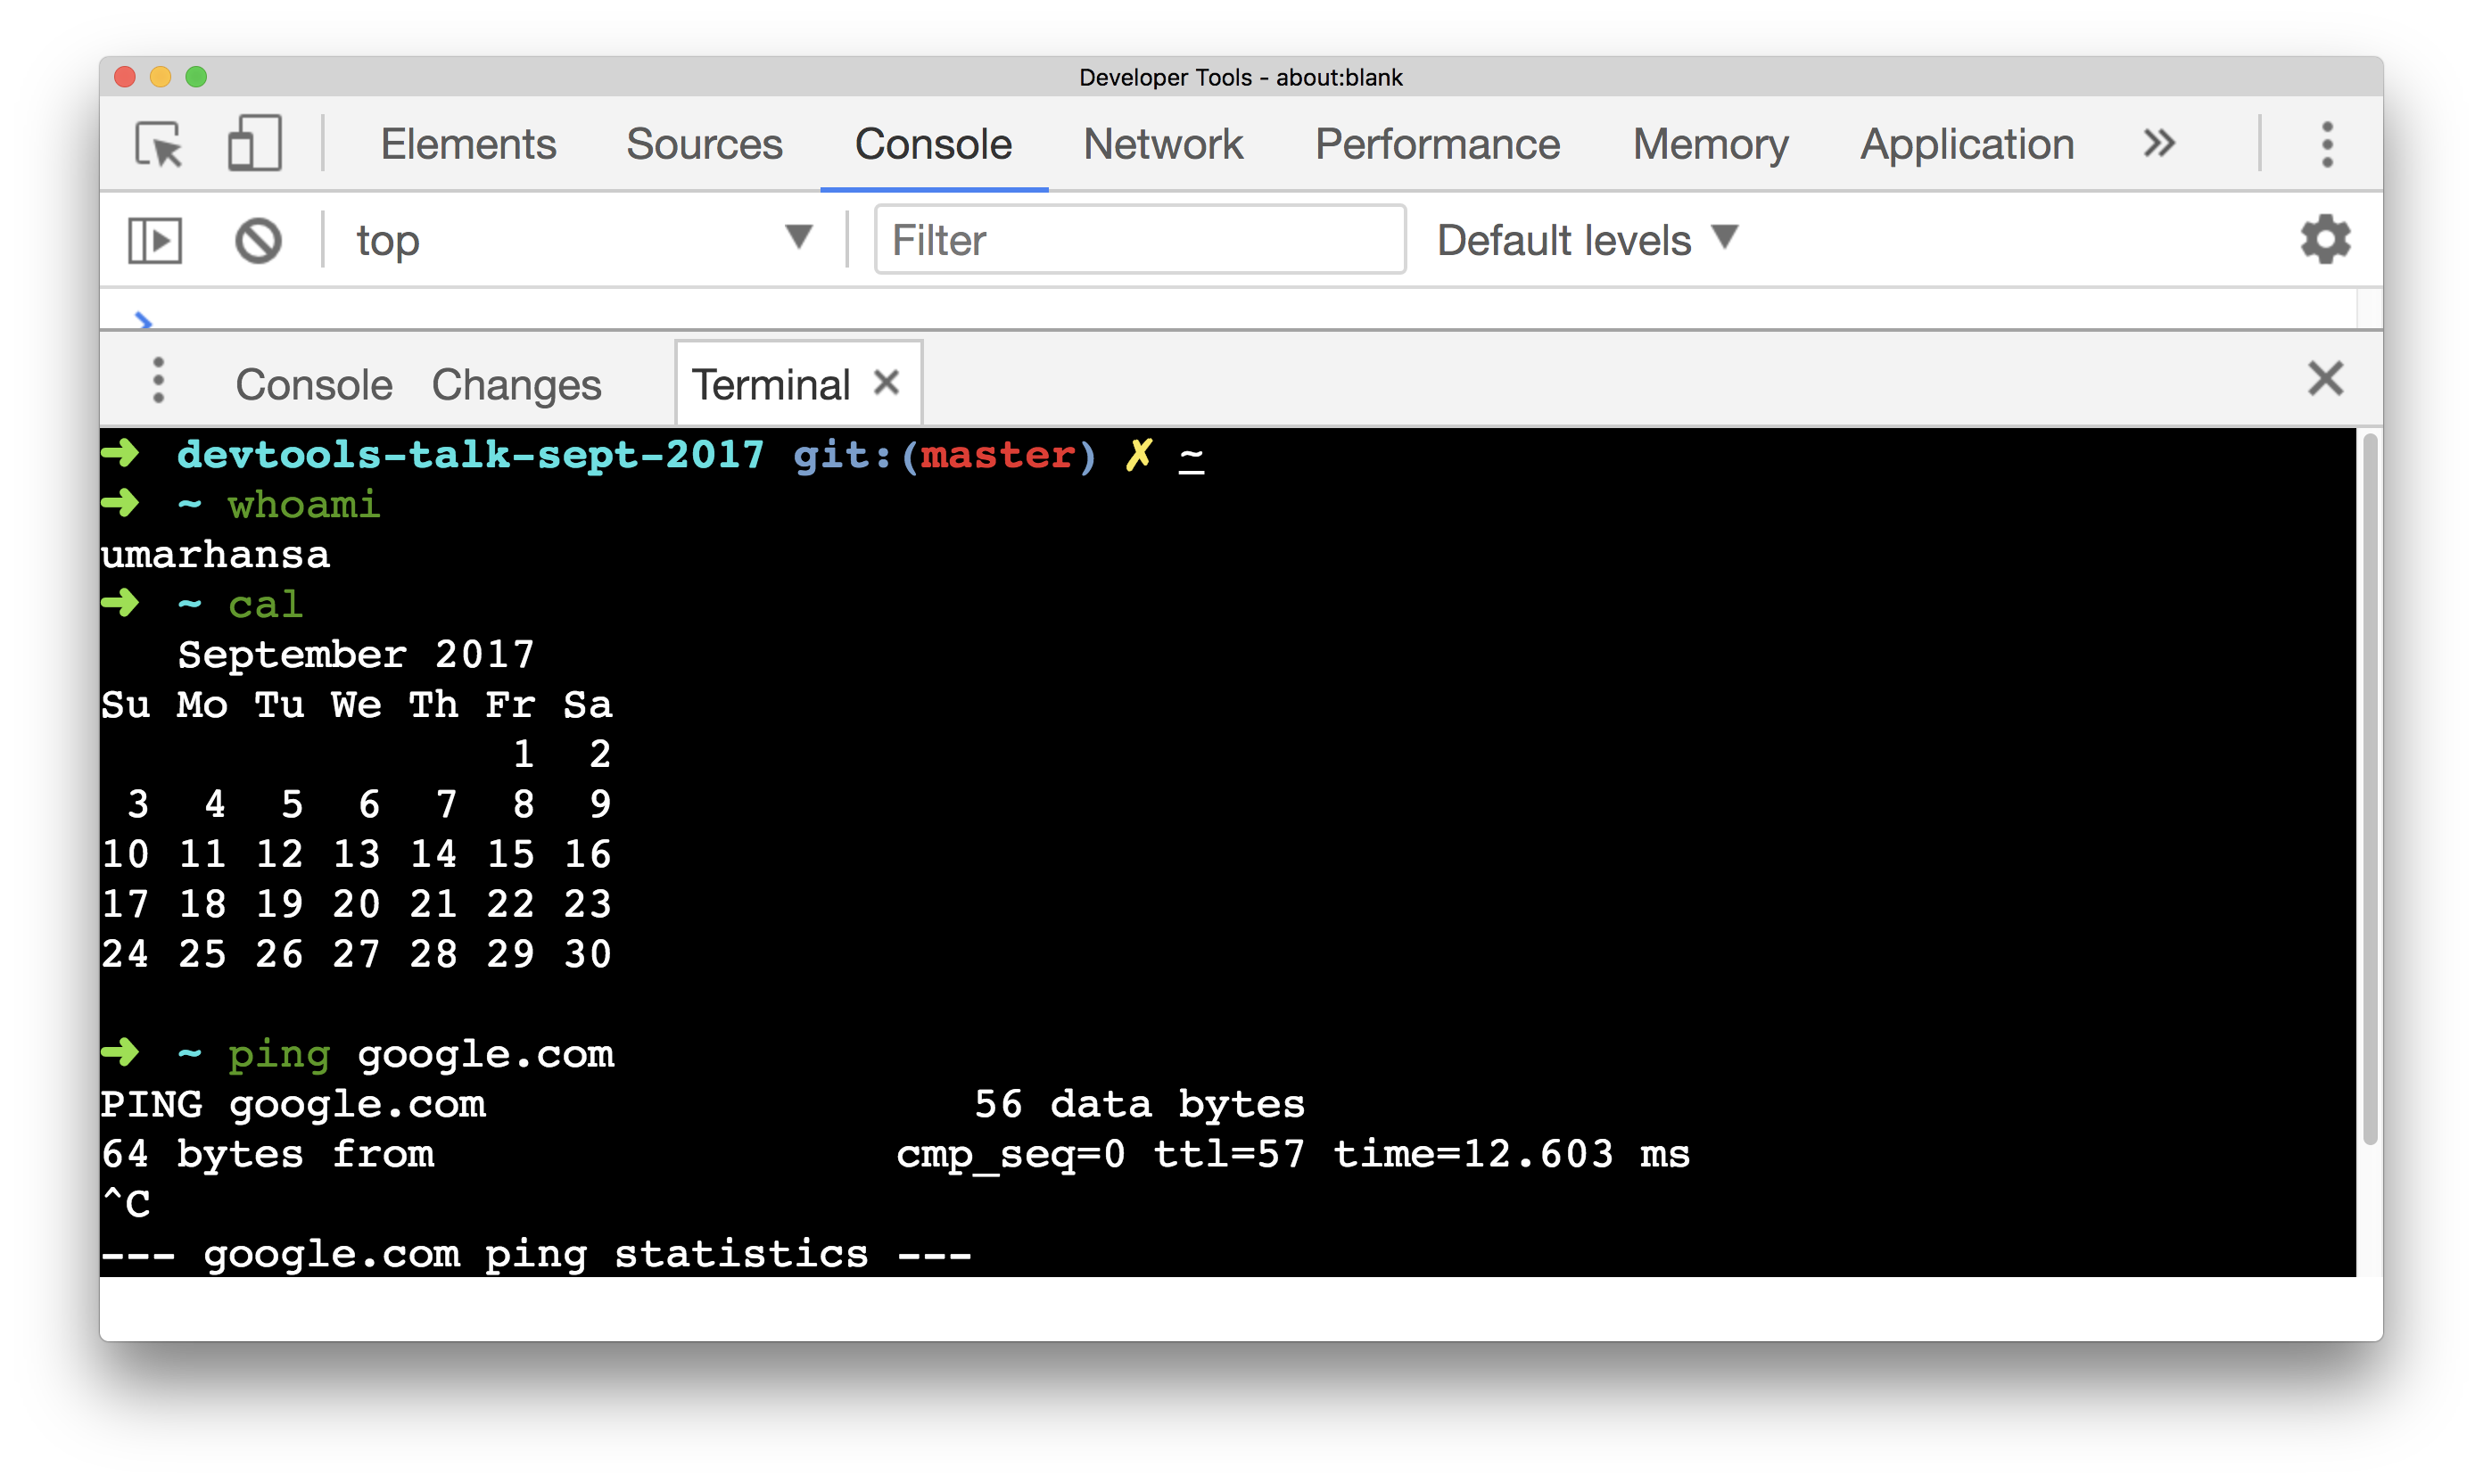 Developer Tools - about:blank
Elements Sources Console Network Performance Memory Application »
top ▼ Filter Default levels ▼
Console Changes Terminal ×
➜  devtools-talk-sept-2017 git:(master) ✗ ~
➜  ~ whoami
umarhansa
➜  ~ cal
   September 2017
Su Mo Tu We Th Fr Sa
                1  2
 3  4  5  6  7  8  9
10 11 12 13 14 15 16
17 18 19 20 21 22 23
24 25 26 27 28 29 30
➜  ~ ping google.com
PING google.com                   56 data bytes
64 bytes from                  cmp_seq=0 ttl=57 time=12.603 ms
^C
--- google.com ping statistics ---